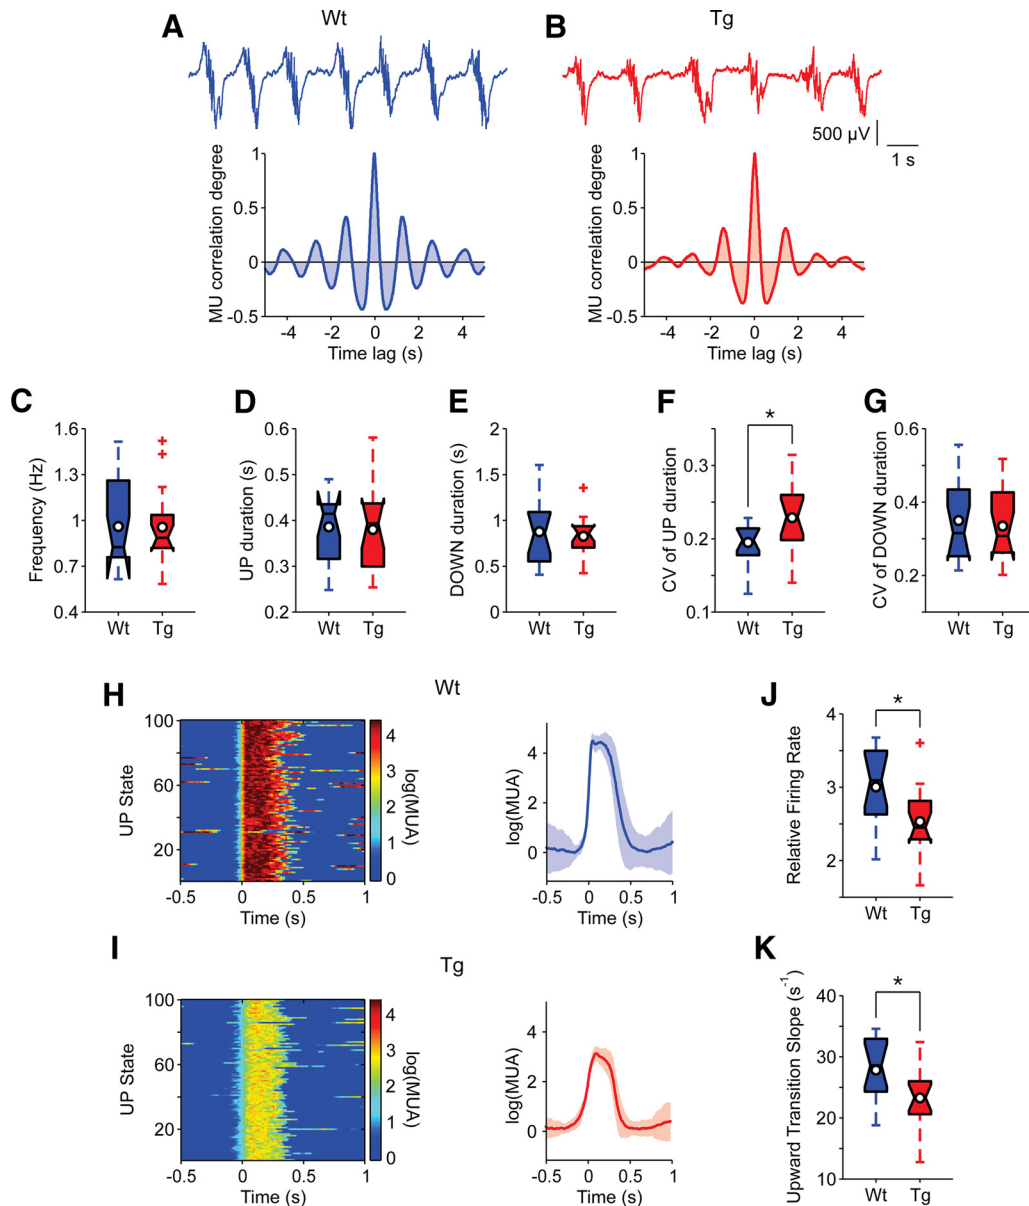 A
Wt
B
Tg
500 µV
1 s
MU correlation degree
1
0.5
0
-0.5
-4
-2
0
2
4
Time lag (s)
MU correlation degree
1
0.5
0
-0.5
-4
-2
0
2
4
Time lag (s)
C
Frequency (Hz)
1.6
1.3
1
0.7
0.4
Wt
Tg
D
UP duration (s)
0.6
0.5
0.4
0.3
0.2
Wt
Tg
E
DOWN duration (s)
2
1.5
1
0.5
0
Wt
Tg
F
CV of UP duration
*
0.3
0.2
0.1
Wt
Tg
G
CV of DOWN duration
0.6
0.4
0.2
Wt
Tg
H
Wt
UP State
100
60
20
-0.5
0
0.5
1
Time (s)
4
3
2
1
0
log(MUA)
log(MUA)
4
2
0
-0.5
0
0.5
1
Time (s)
J
Relative Firing Rate
*
4
3
2
Wt
Tg
I
Tg
UP State
100
60
20
-0.5
0
0.5
1
Time (s)
4
3
2
1
0
log(MUA)
log(MUA)
4
2
0
-0.5
0
0.5
1
Time (s)
K
Upward Transition Slope (s⁻¹)
*
40
30
20
10
Wt
Tg